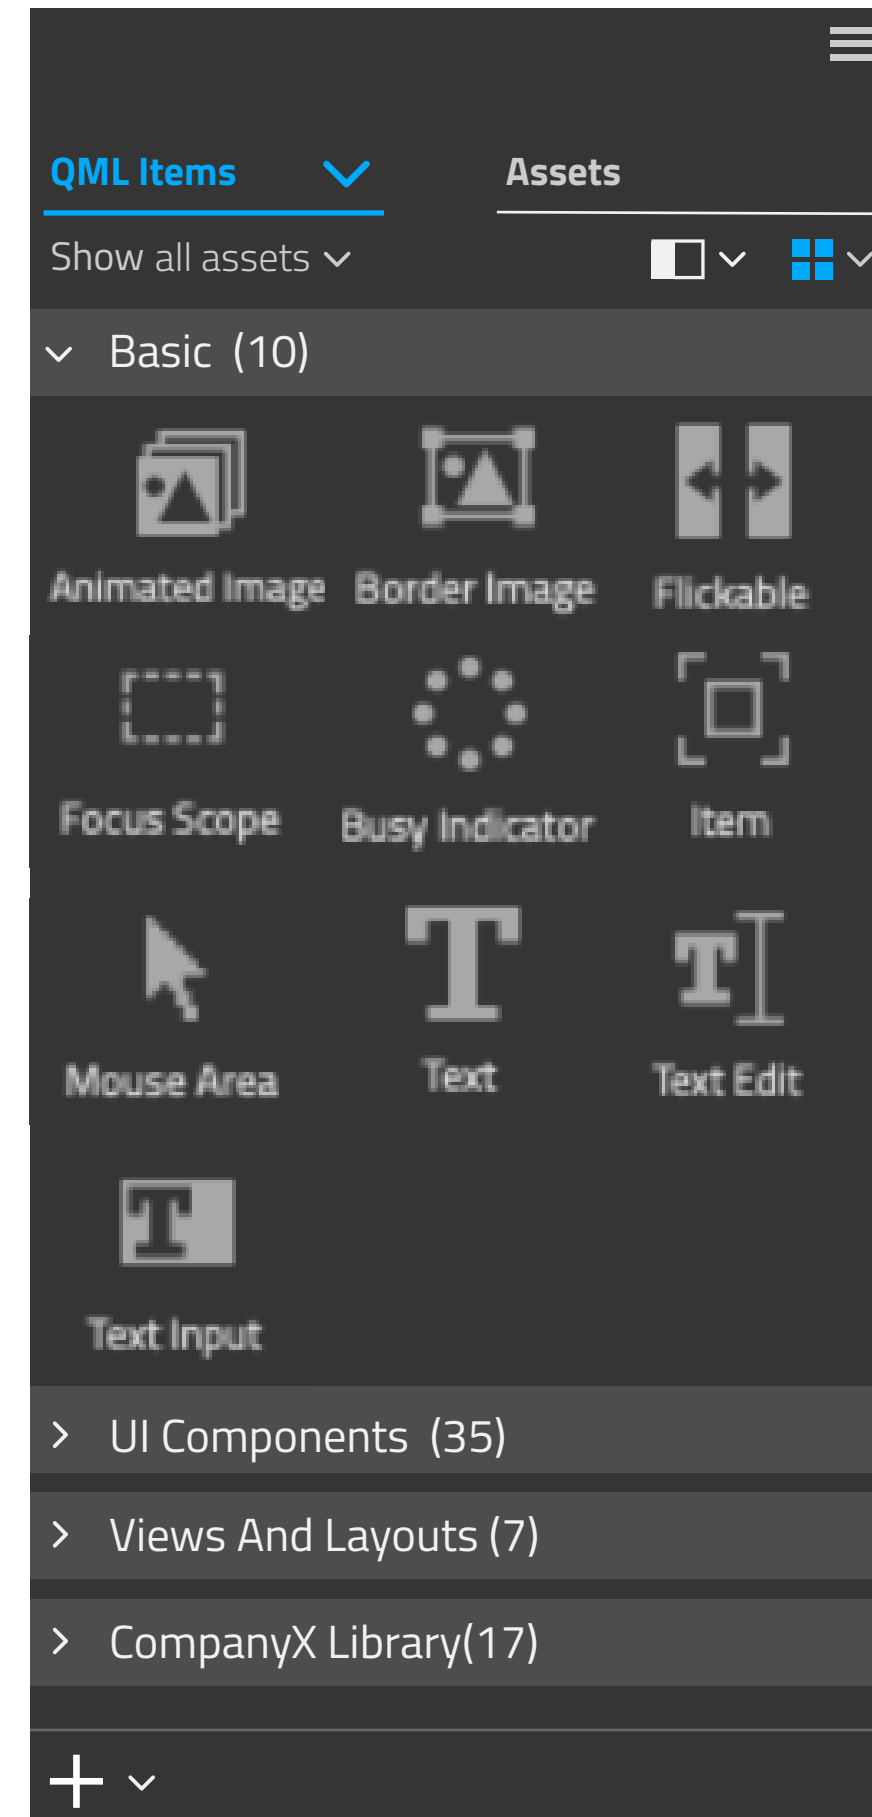 QML Items Assets
Show all assets
Basic (10)
Animated Image Border Image Flickable
Focus Scope Busy Indicator Item
Mouse Area Text Text Edit
Text Input
UI Components (35)
Views And Layouts (7)
CompanyX Library(17)